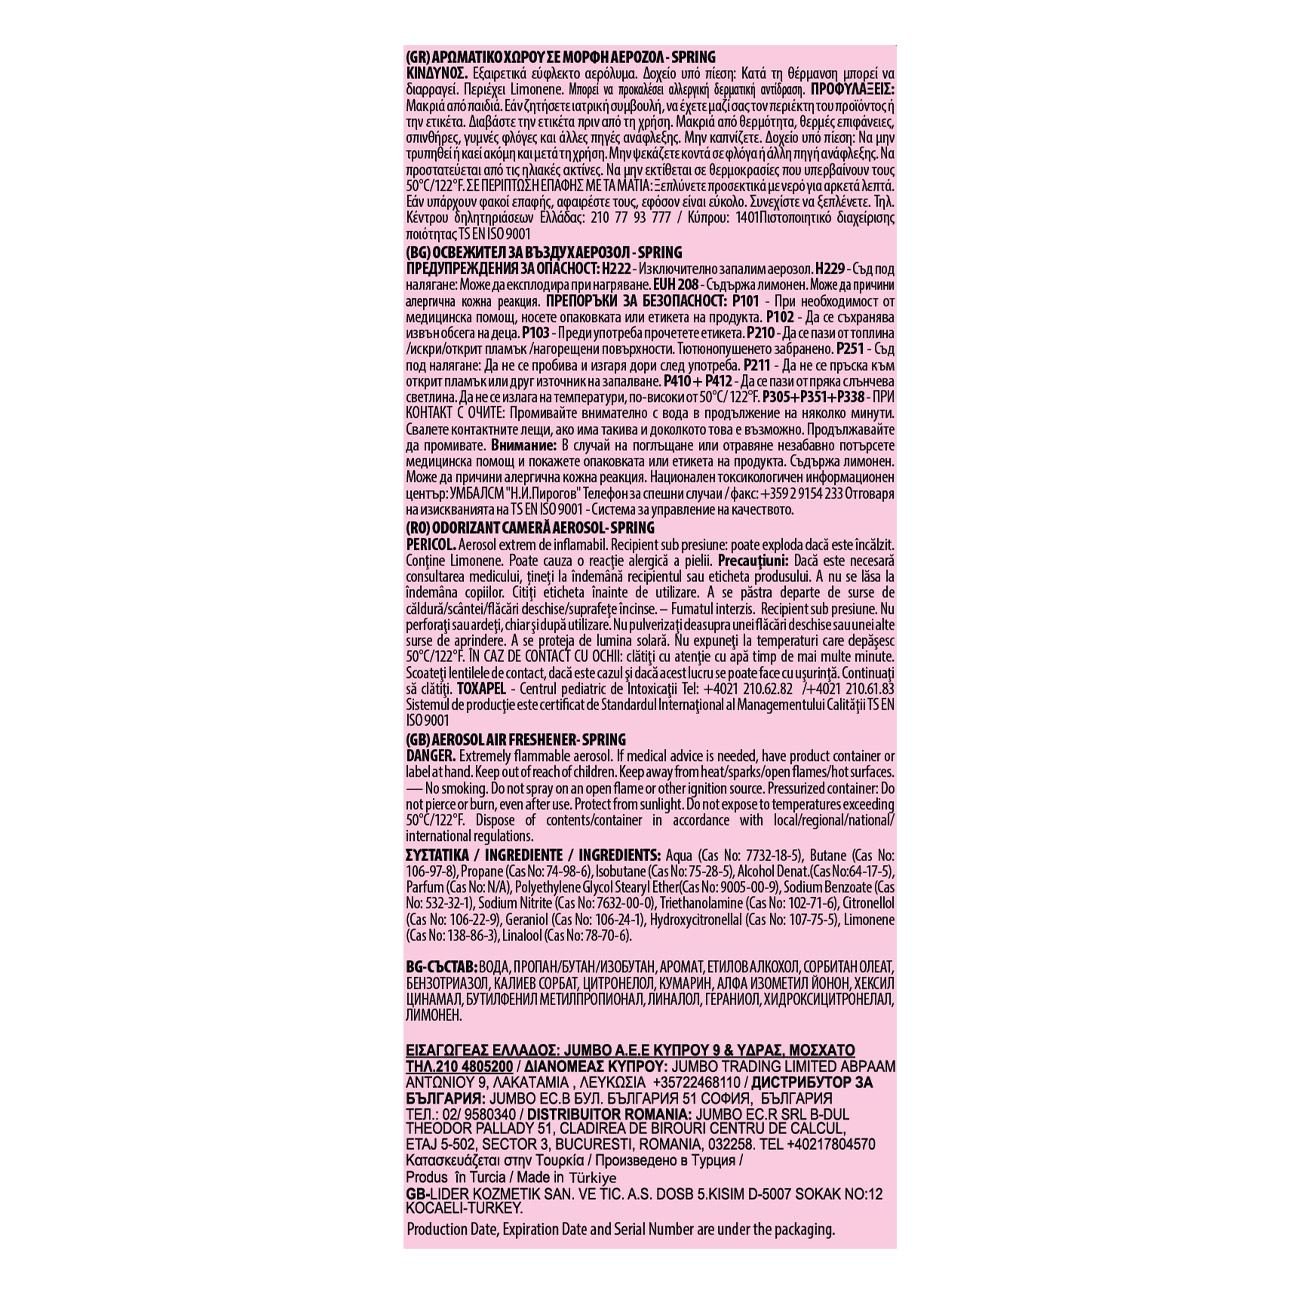 (GR) ΑΡΩΜΑΤΙΚΟ ΧΩΡΟΥ ΣΕ ΜΟΡΦΗ ΑΕΡΟΖΟΛ - SPRING
ΚΙΝΔΥΝΟΣ. Εξαιρετικά εύφλεκτο αερόλυμα. Δοχείο υπό πίεση: Κατά τη θέρμανση μπορεί να
διαρραγεί. Περιέχει Limonene. Μπορεί να προκαλέσει αλλεργική δερματική αντίδραση. ΠΡΟΦΥΛΑΞΕΙΣ:
Μακριά από παιδιά. Εάν ζητήσετε ιατρική συμβουλή, να έχετε μαζί σας τον περιέκτη του προϊόντος ή
την ετικέτα. Διαβάστε την ετικέτα πριν από τη χρήση. Μακριά από θερμότητα, θερμές επιφάνειες,
σπινθήρες, γυμνές φλόγες και άλλες πηγές ανάφλεξης. Μην καπνίζετε. Δοχείο υπό πίεση: Να μην
τρυπηθεί ή καεί ακόμη και μετά τη χρήση. Μην ψεκάζετε κοντά σε φλόγα ή άλλη πηγή ανάφλεξης. Να
προστατεύεται από τις ηλιακές ακτίνες. Να μην εκτίθεται σε θερμοκρασίες που υπερβαίνουν τους
50°C/122°F. ΣΕ ΠΕΡΙΠΤΩΣΗ ΕΠΑΦΗΣ ΜΕ ΤΑ ΜΑΤΙΑ: Ξεπλύνετε προσεκτικά με νερό για αρκετά λεπτά.
Εάν υπάρχουν φακοί επαφής, αφαιρέστε τους, εφόσον είναι εύκολο. Συνεχίστε να ξεπλένετε. Τηλ.
Κέντρου δηλητηριάσεων Ελλάδας: 210 77 93 777 / Κύπρου: 1401Πιστοποιητικό διαχείρισης
ποιότητας TS EN ISO 9001
(BG) ОСВЕЖИТЕЛ ЗА ВЪЗДУХ АЕРОЗОЛ - SPRING
ПРЕДУПРЕЖДЕНИЯ ЗА ОПАСНОСТ: H222 - Изключително запалим аерозол. H229 - Съд под
налягане: Може да експлодира при нагряване. EUH 208 - Съдържа лимонен. Може да причини
алергична кожна реакция. ПРЕПОРЪКИ ЗА БЕЗОПАСНОСТ: P101 - При необходимост от
медицинска помощ, носете опаковката или етикета на продукта. P102 - Да се съхранява
извън обсега на деца. P103 - Преди употреба прочетете етикета. P210 - Да се пази от топлина
/искри/открит пламък /нагорещени повърхности. Тютюнопушенето забранено. P251 - Съд
под налягане: Да не се пробива и изгаря дори след употреба. P211 - Да не се пръска към
открит пламък или друг източник на запалване. P410 + P412 - Да се пази от пряка слънчева
светлина. Да не се излага на температури, по-високи от 50°C/ 122°F. P305+P351+P338 - ПРИ
КОНТАКТ С ОЧИТЕ: Промивайте внимателно с вода в продължение на няколко минути.
Свалете контактните лещи, ако има такива и доколкото това е възможно. Продължавайте
да промивате. Внимание: В случай на поглъщане или отравяне незабавно потърсете
медицинска помощ и покажете опаковката или етикета на продукта. Съдържа лимонен.
Може да причини алергична кожна реакция. Национален токсикологичен информационен
център: УМБАЛСМ "Н.И.Пирогов" Телефон за спешни случаи / факс: +359 2 9154 233 Отговаря
на изискванията на TS EN ISO 9001 - Система за управление на качеството.
(RO) ODORIZANT CAMERĂ AEROSOL- SPRING
PERICOL. Aerosol extrem de inflamabil. Recipient sub presiune: poate exploda dacă este încălzit.
Conţine Limonene. Poate cauza o reacţie alergică a pielii. Precauţiuni: Dacă este necesară
consultarea medicului, ţineţi la îndemână recipientul sau eticheta produsului. A nu se lăsa la
îndemâna copiilor. Citiţi eticheta înainte de utilizare. A se păstra departe de surse de
căldură/scântei/flăcări deschise/suprafeţe încinse. – Fumatul interzis. Recipient sub presiune. Nu
perforaţi sau ardeţi, chiar şi după utilizare. Nu pulverizaţi deasupra unei flăcări deschise sau unei alte
surse de aprindere. A se proteja de lumina solară. Nu expuneţi la temperaturi care depăşesc
50°C/122°F. ÎN CAZ DE CONTACT CU OCHII: clătiţi cu atenţie cu apă timp de mai multe minute.
Scoateţi lentilele de contact, dacă este cazul şi dacă acest lucru se poate face cu uşurinţă. Continuaţi
să clătiţi. TOXAPEL - Centrul pediatric de Intoxicaţii Tel: +4021 210.62.82 /+4021 210.61.83
Sistemul de producţie este certificat de Standardul Internaţional al Managementului Calităţii TS EN
ISO 9001
(GB) AEROSOL AIR FRESHENER- SPRING
DANGER. Extremely flammable aerosol. If medical advice is needed, have product container or
label at hand. Keep out of reach of children. Keep away from heat/sparks/open flames/hot surfaces.
— No smoking. Do not spray on an open flame or other ignition source. Pressurized container: Do
not pierce or burn, even after use. Protect from sunlight. Do not expose to temperatures exceeding
50°C/122°F. Dispose of contents/container in accordance with local/regional/national/
international regulations.
ΣΥΣΤΑΤΙΚΑ / INGREDIENTE / INGREDIENTS: Aqua (Cas No: 7732-18-5), Butane (Cas No:
106-97-8), Propane (Cas No: 74-98-6), Isobutane (Cas No: 75-28-5), Alcohol Denat.(Cas No:64-17-5),
Parfum (Cas No: N/A), Polyethylene Glycol Stearyl Ether(Cas No: 9005-00-9), Sodium Benzoate (Cas
No: 532-32-1), Sodium Nitrite (Cas No: 7632-00-0), Triethanolamine (Cas No: 102-71-6), Citronellol
(Cas No: 106-22-9), Geraniol (Cas No: 106-24-1), Hydroxycitronellal (Cas No: 107-75-5), Limonene
(Cas No: 138-86-3), Linalool (Cas No: 78-70-6).
BG-СЪСТАВ: ВОДА, ПРОПАН/БУТАН/ИЗОБУТАН, АРОМАТ, ЕТИЛОВ АЛКОХОЛ, СОРБИТАН ОЛЕАТ,
БЕНЗОТРИАЗОЛ, КАЛИЕВ СОРБАТ, ЦИТРОНЕЛОЛ, КУМАРИН, АЛФА ИЗОМЕТИЛ ЙОНОН, ХЕКСИЛ
ЦИНАМАЛ, БУТИЛФЕНИЛ МЕТИЛПРОПИОНАЛ, ЛИНАЛОЛ, ГЕРАНИОЛ, ХИДРОКСИЦИТРОНЕЛАЛ,
ЛИМОНЕН.
ΕΙΣΑΓΩΓΕΑΣ ΕΛΛΑΔΟΣ: JUMBO Α.Ε.Ε ΚΥΠΡΟΥ 9 & ΥΔΡΑΣ, ΜΟΣΧΑΤΟ
ΤΗΛ.210 4805200 / ΔΙΑΝΟΜΕΑΣ ΚΥΠΡΟΥ: JUMBO TRADING LIMITED ΑΒΡΑΑΜ
ΑΝΤΩΝΙΟΥ 9, ΛΑΚΑΤΑΜΙΑ , ΛΕΥΚΩΣΙΑ +35722468110 / ДИСТРИБУТОР ЗА
БЪЛГАРИЯ: JUMBO EC.B БУЛ. БЪЛГАРИЯ 51 СОФИЯ, БЪЛГАРИЯ
ТЕЛ.: 02/ 9580340 / DISTRIBUITOR ROMANIA: JUMBO EC.R SRL B-DUL
THEODOR PALLADY 51, CLADIREA DE BIROURI CENTRU DE CALCUL,
ETAJ 5-502, SECTOR 3, BUCURESTI, ROMANIA, 032258. TEL +40217804570
Κατασκευάζεται στην Τουρκία / Произведено в Турция /
Produs în Turcia / Made in Türkiye
GB-LIDER KOZMETIK SAN. VE TIC. A.S. DOSB 5.KISIM D-5007 SOKAK NO:12
KOCAELI-TURKEY.
Production Date, Expiration Date and Serial Number are under the packaging.